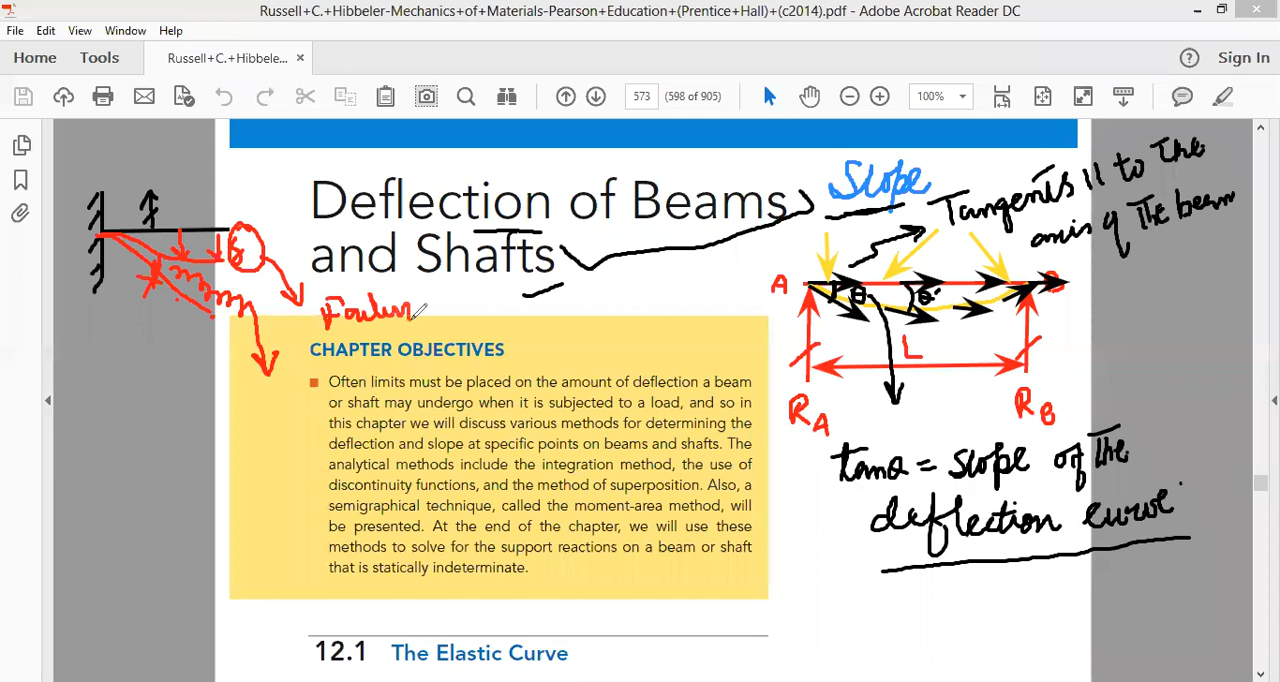 Russell+C.+Hibbeler-Mechanics+of+Materials-Pearson+Education+(Prentice+Hall)+(c2014).pdf - Adobe Acrobat Reader DC
File Edit View Window Help
Home Tools Russell+C.+Hibbele... × Sign In
573 (598 of 905) 100%
Slope
Tangents 11 to The
axis of The beam
Deflection of Beams
and Shafts
A B
θ θ'
L
RA RB
tanθ = slope of The
deflection curve
CHAPTER OBJECTIVES
Often limits must be placed on the amount of deflection a beam
or shaft may undergo when it is subjected to a load, and so in
this chapter we will discuss various methods for determining the
deflection and slope at specific points on beams and shafts. The
analytical methods include the integration method, the use of
discontinuity functions, and the method of superposition. Also, a
semigraphical technique, called the moment-area method, will
be presented. At the end of the chapter, we will use these
methods to solve for the support reactions on a beam or shaft
that is statically indeterminate.
12.1 The Elastic Curve